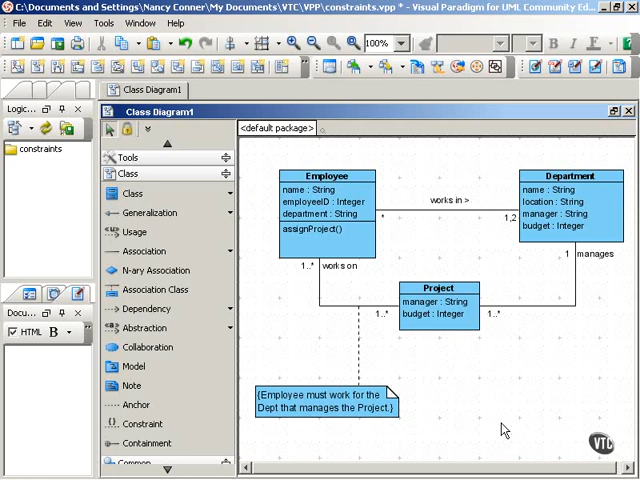 C:\Documents and Settings\Nancy Conner\My Documents\VTC\VPP\constraints.vpp * - Visual Paradigm for UML Community Ed...
File Edit View Tools Window Help
100%
B I F
Class Diagram1
Logic...
Class Diagram1
<default package>
constraints
Tools
Class
Class
Generalization
Usage
Association
N-ary Association
Association Class
Dependency
Abstraction
Collaboration
Model
Note
Anchor
Constraint
Containment
Common
Docu...
HTML B
Employee
name : String
employeeID : Integer
department : String
assignProject()
works in >
*
1,2
Department
name : String
location : String
manager : String
budget : Integer
1..* works on
1 manages
Project
manager : String
budget : Integer
1..*
1..*
{Employee must work for the
Dept that manages the Project.}
VTC